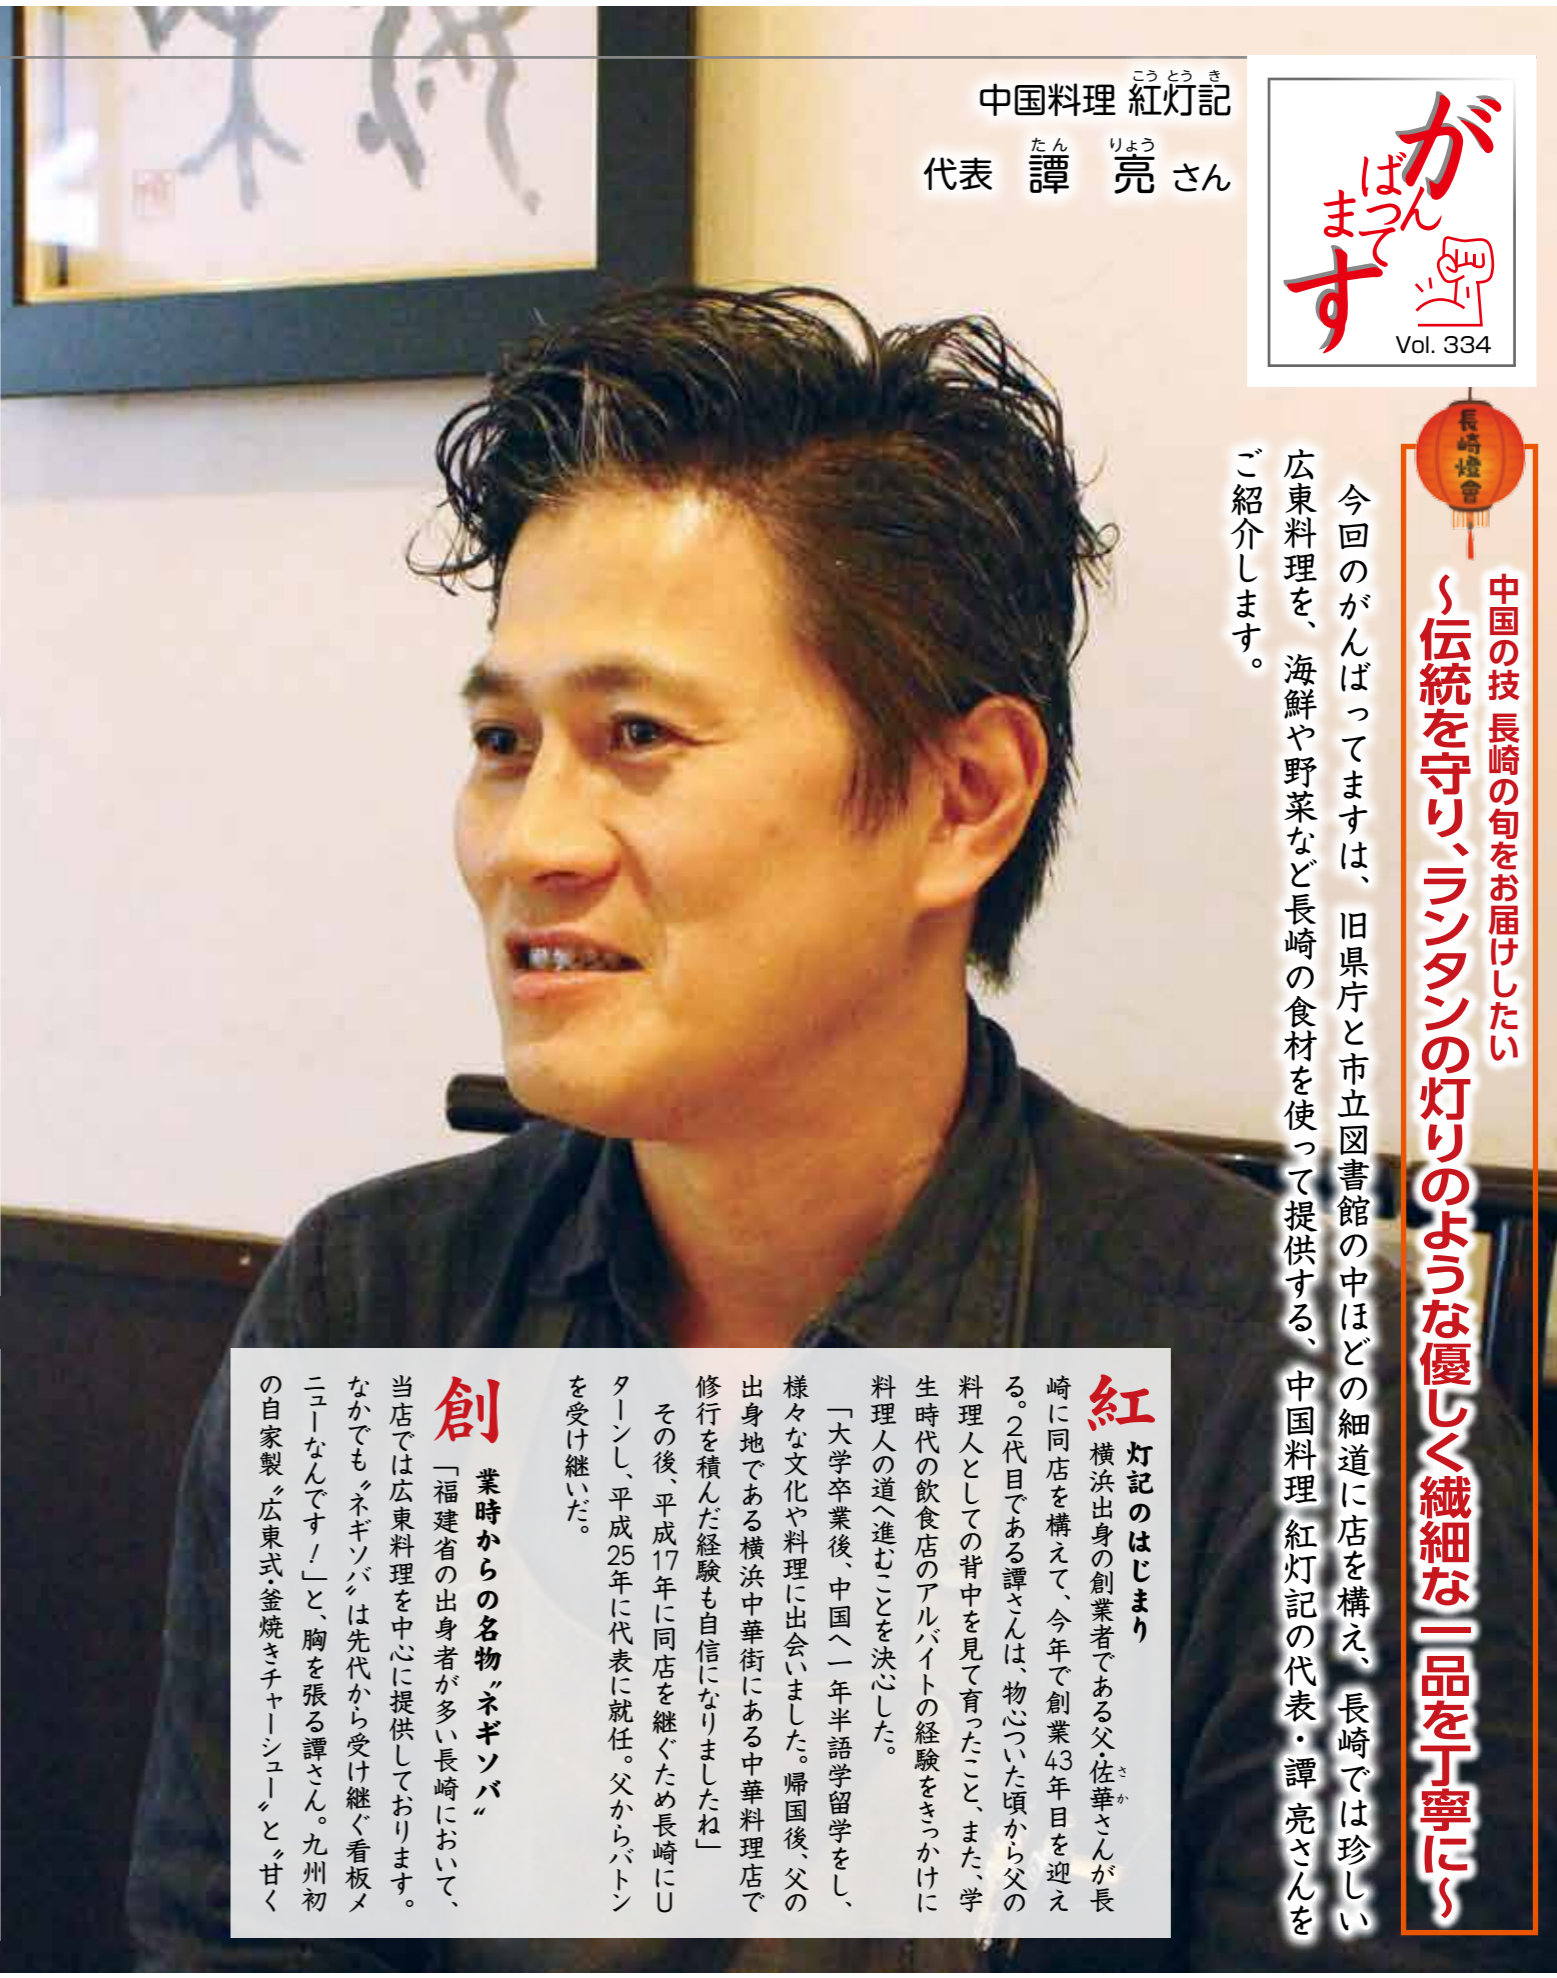 がんばってます
Vol. 334
中国料理 紅灯記
こうとうき
代表 譚 亮 さん
たん りょう
長崎燈會
中国の技 長崎の旬をお届けしたい
～伝統を守り、ランタンの灯りのような優しく繊細な一品を丁寧に～
今回のがんばってますは、旧県庁と市立図書館の中ほどの細道に店を構え、長崎では珍しい
広東料理を、海鮮や野菜など長崎の食材を使って提供する、中国料理 紅灯記の代表・譚 亮さんを
ご紹介します。
紅灯記のはじまり
横浜出身の創業者である父・佐華さんが長
さか
崎に同店を構えて、今年で創業43年目を迎え
る。2代目である譚さんは、物心ついた頃から父の
料理人としての背中を見て育ったこと、また、学
生時代の飲食店のアルバイトの経験をきっかけに
料理人の道へ進むことを決心した。
「大学卒業後、中国へ一年半語学留学をし、
様々な文化や料理に出会いました。帰国後、父の
出身地である横浜中華街にある中華料理店で
修行を積んだ経験も自信になりましたね」
その後、平成17年に同店を継ぐため長崎にU
ターンし、平成25年に代表に就任。父からバトン
を受け継いだ。
創業時からの名物〝ネギソバ〟
「福建省の出身者が多い長崎において、
当店では広東料理を中心に提供しております。
なかでも〝ネギソバ〟は先代から受け継ぐ看板メ
ニューなんです！」と、胸を張る譚さん。九州初
の自家製〝広東式・釜焼きチャーシュー〟と〝甘く